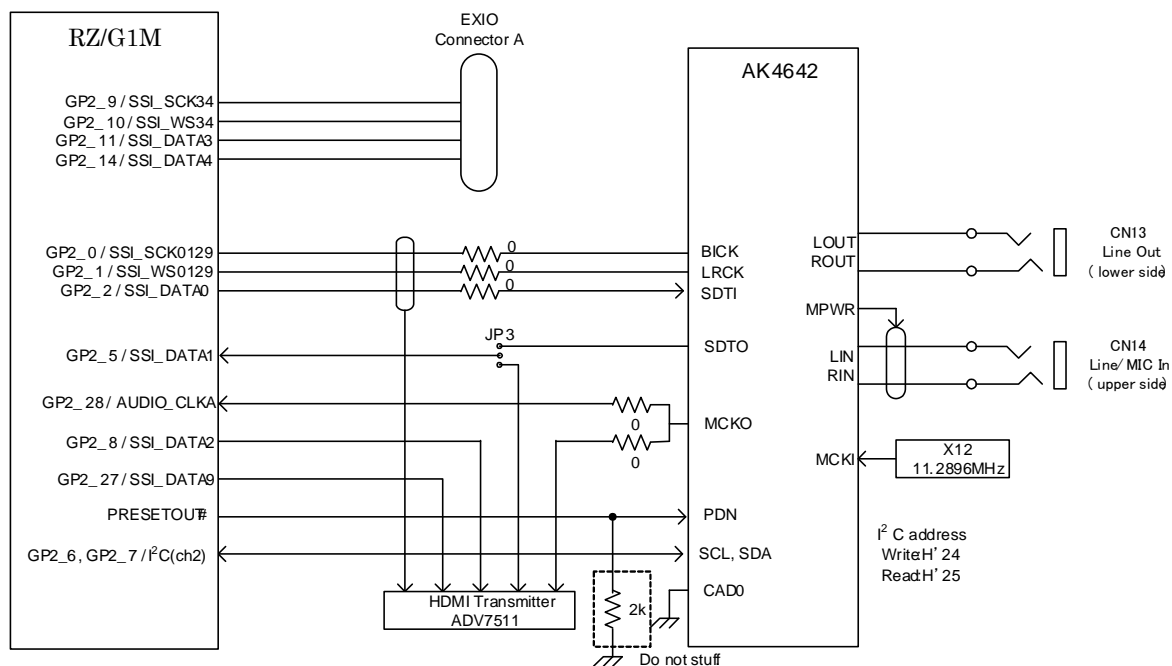 RZ/G1M
GP2_9/SSI_SCK34
GP2_10/SSI_WS34
GP2_11/SSI_DATA3
GP2_14/SSI_DATA4
GP2_0/SSI_SCK0129
GP2_1/SSI_WS0129
GP2_2/SSI_DATA0
GP2_5/SSI_DATA1
GP2_28/AUDIO_CLKA
GP2_8/SSI_DATA2
GP2_27/SSI_DATA9
PRESETOUT#
GP2_6, GP2_7/I²C(ch2)
EXIO
Connector A
0
0
0
JP3
0
0
HDMI Transmitter
ADV7511
2k
Do not stuff
AK4642
BICK
LRCK
SDTI
SDTO
MCKO
PDN
SCL, SDA
CAD0
LOUT
ROUT
MPWR
LIN
RIN
MCKI
CN13
Line Out
(lower side)
CN14
Line/MIC In
(upper side)
X12
11.2896MHz
I²C address
Write:H'24
Read:H'25